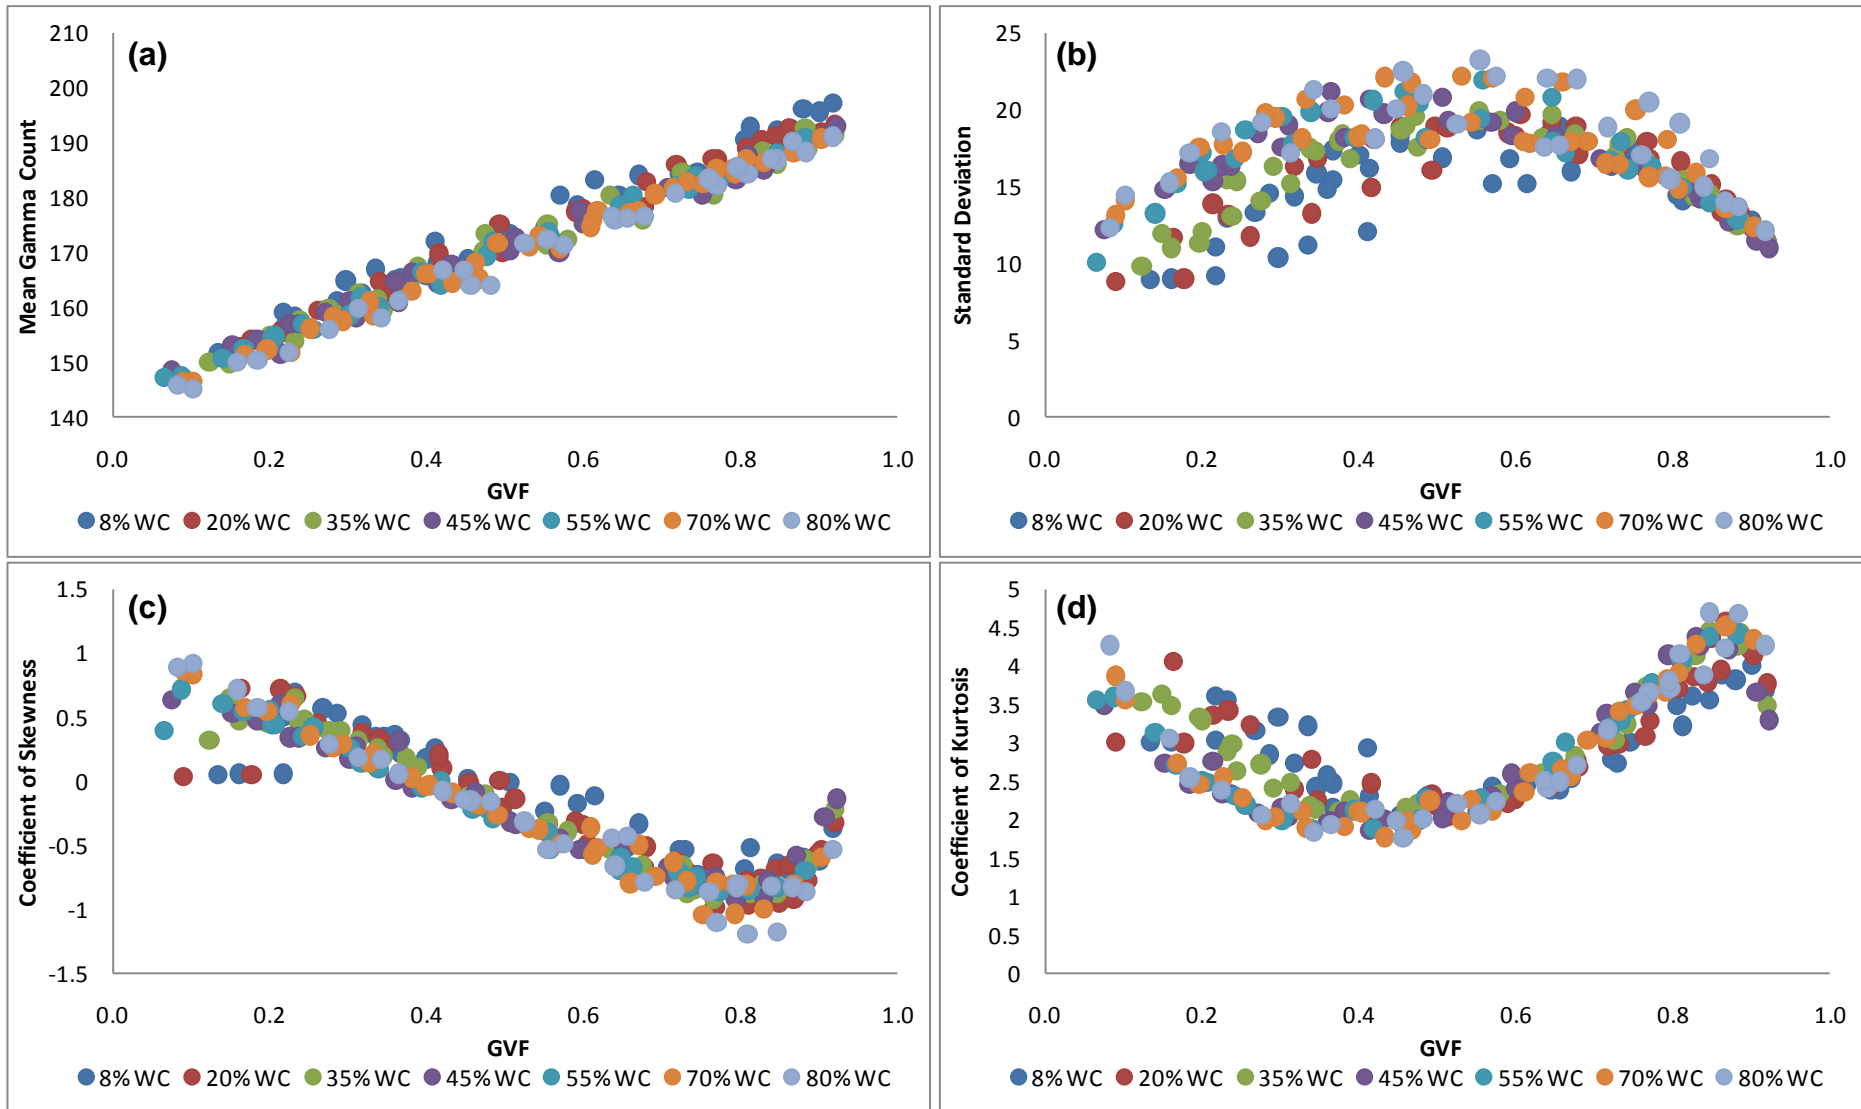 (a)
Mean Gamma Count
210
200
190
180
170
160
150
140
0.0 0.2 0.4 0.6 0.8 1.0
GVF
8% WC 20% WC 35% WC 45% WC 55% WC 70% WC 80% WC
(b)
Standard Deviation
25
20
15
10
5
0
0.0 0.2 0.4 0.6 0.8 1.0
GVF
8% WC 20% WC 35% WC 45% WC 55% WC 70% WC 80% WC
(c)
Coefficient of Skewness
1.5
1
0.5
0
-0.5
-1
-1.5
0.0 0.2 0.4 0.6 0.8 1.0
GVF
8% WC 20% WC 35% WC 45% WC 55% WC 70% WC 80% WC
(d)
Coefficient of Kurtosis
5
4.5
4
3.5
3
2.5
2
1.5
1
0.5
0
0.0 0.2 0.4 0.6 0.8 1.0
GVF
8% WC 20% WC 35% WC 45% WC 55% WC 70% WC 80% WC